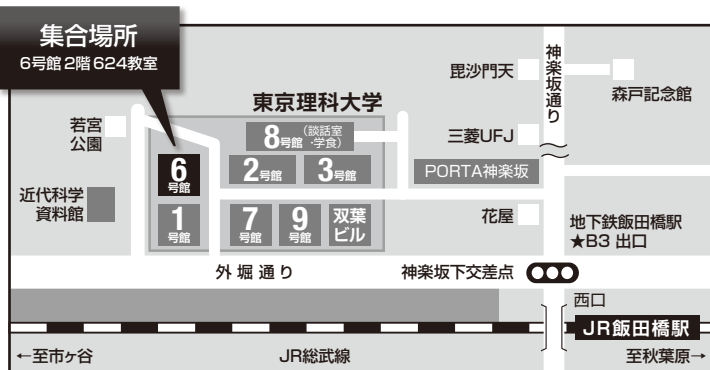 集合場所
6号館2階624教室
毘沙門天
神楽坂通り
森戸記念館
東京理科大学
若宮
公園
8号館
(談話室
・学食)
三菱UFJ
6
号館
2号館
3号館
PORTA神楽坂
近代科学
資料館
1
号館
7
号館
9
号館
双葉
ビル
花屋
地下鉄飯田橋駅
★B3 出口
外堀通り
神楽坂下交差点
西口
JR飯田橋駅
←至市ヶ谷
JR総武線
至秋葉原→